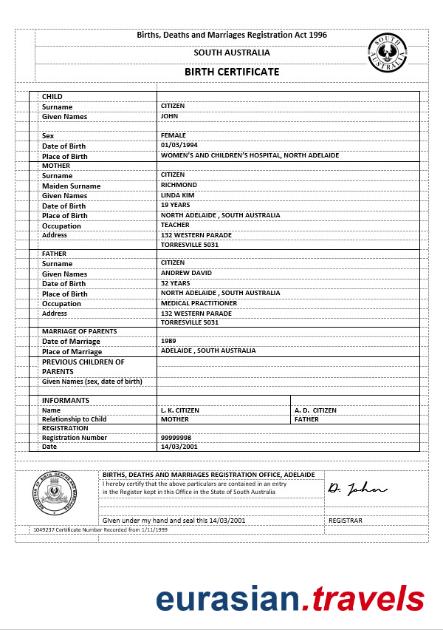 Births, Deaths and Marriages Registration Act 1996
SOUTH AUSTRALIA
BIRTH CERTIFICATE
SOUTH AUSTRALIA
CHILD
Surname CITIZEN
Given Names JOHN
Sex FEMALE
Date of Birth 01/05/1994
Place of Birth WOMEN'S AND CHILDREN'S HOSPITAL, NORTH ADELAIDE
MOTHER
Surname CITIZEN
Maiden Surname RICHMOND
Given Names LINDA KIM
Date of Birth 19 YEARS
Place of Birth NORTH ADELAIDE , SOUTH AUSTRALIA
Occupation TEACHER
Address 132 WESTERN PARADE
TORRESVILLE 5031
FATHER
Surname CITIZEN
Given Names ANDREW DAVID
Date of Birth 32 YEARS
Place of Birth NORTH ADELAIDE , SOUTH AUSTRALIA
Occupation MEDICAL PRACTITIONER
Address 132 WESTERN PARADE
TORRESVILLE 5031
MARRIAGE OF PARENTS
Date of Marriage 1989
Place of Marriage ADELAIDE , SOUTH AUSTRALIA
PREVIOUS CHILDREN OF
PARENTS
Given Names (sex, date of birth)
INFORMANTS
Name L. K. CITIZEN A. D. CITIZEN
Relationship to Child MOTHER FATHER
REGISTRATION
Registration Number 99999998
Date 14/03/2001
BIRTHS, DEATHS AND MARRIAGES REGISTRATION OFFICE, ADELAIDE
I hereby certify that the above particulars are contained in an entry
in the Register kept in this Office in the State of South Australia
D. John
Given under my hand and seal this 14/03/2001 REGISTRAR
1049237 Certificate Number Recorded from 1/11/1999
eurasian.travels